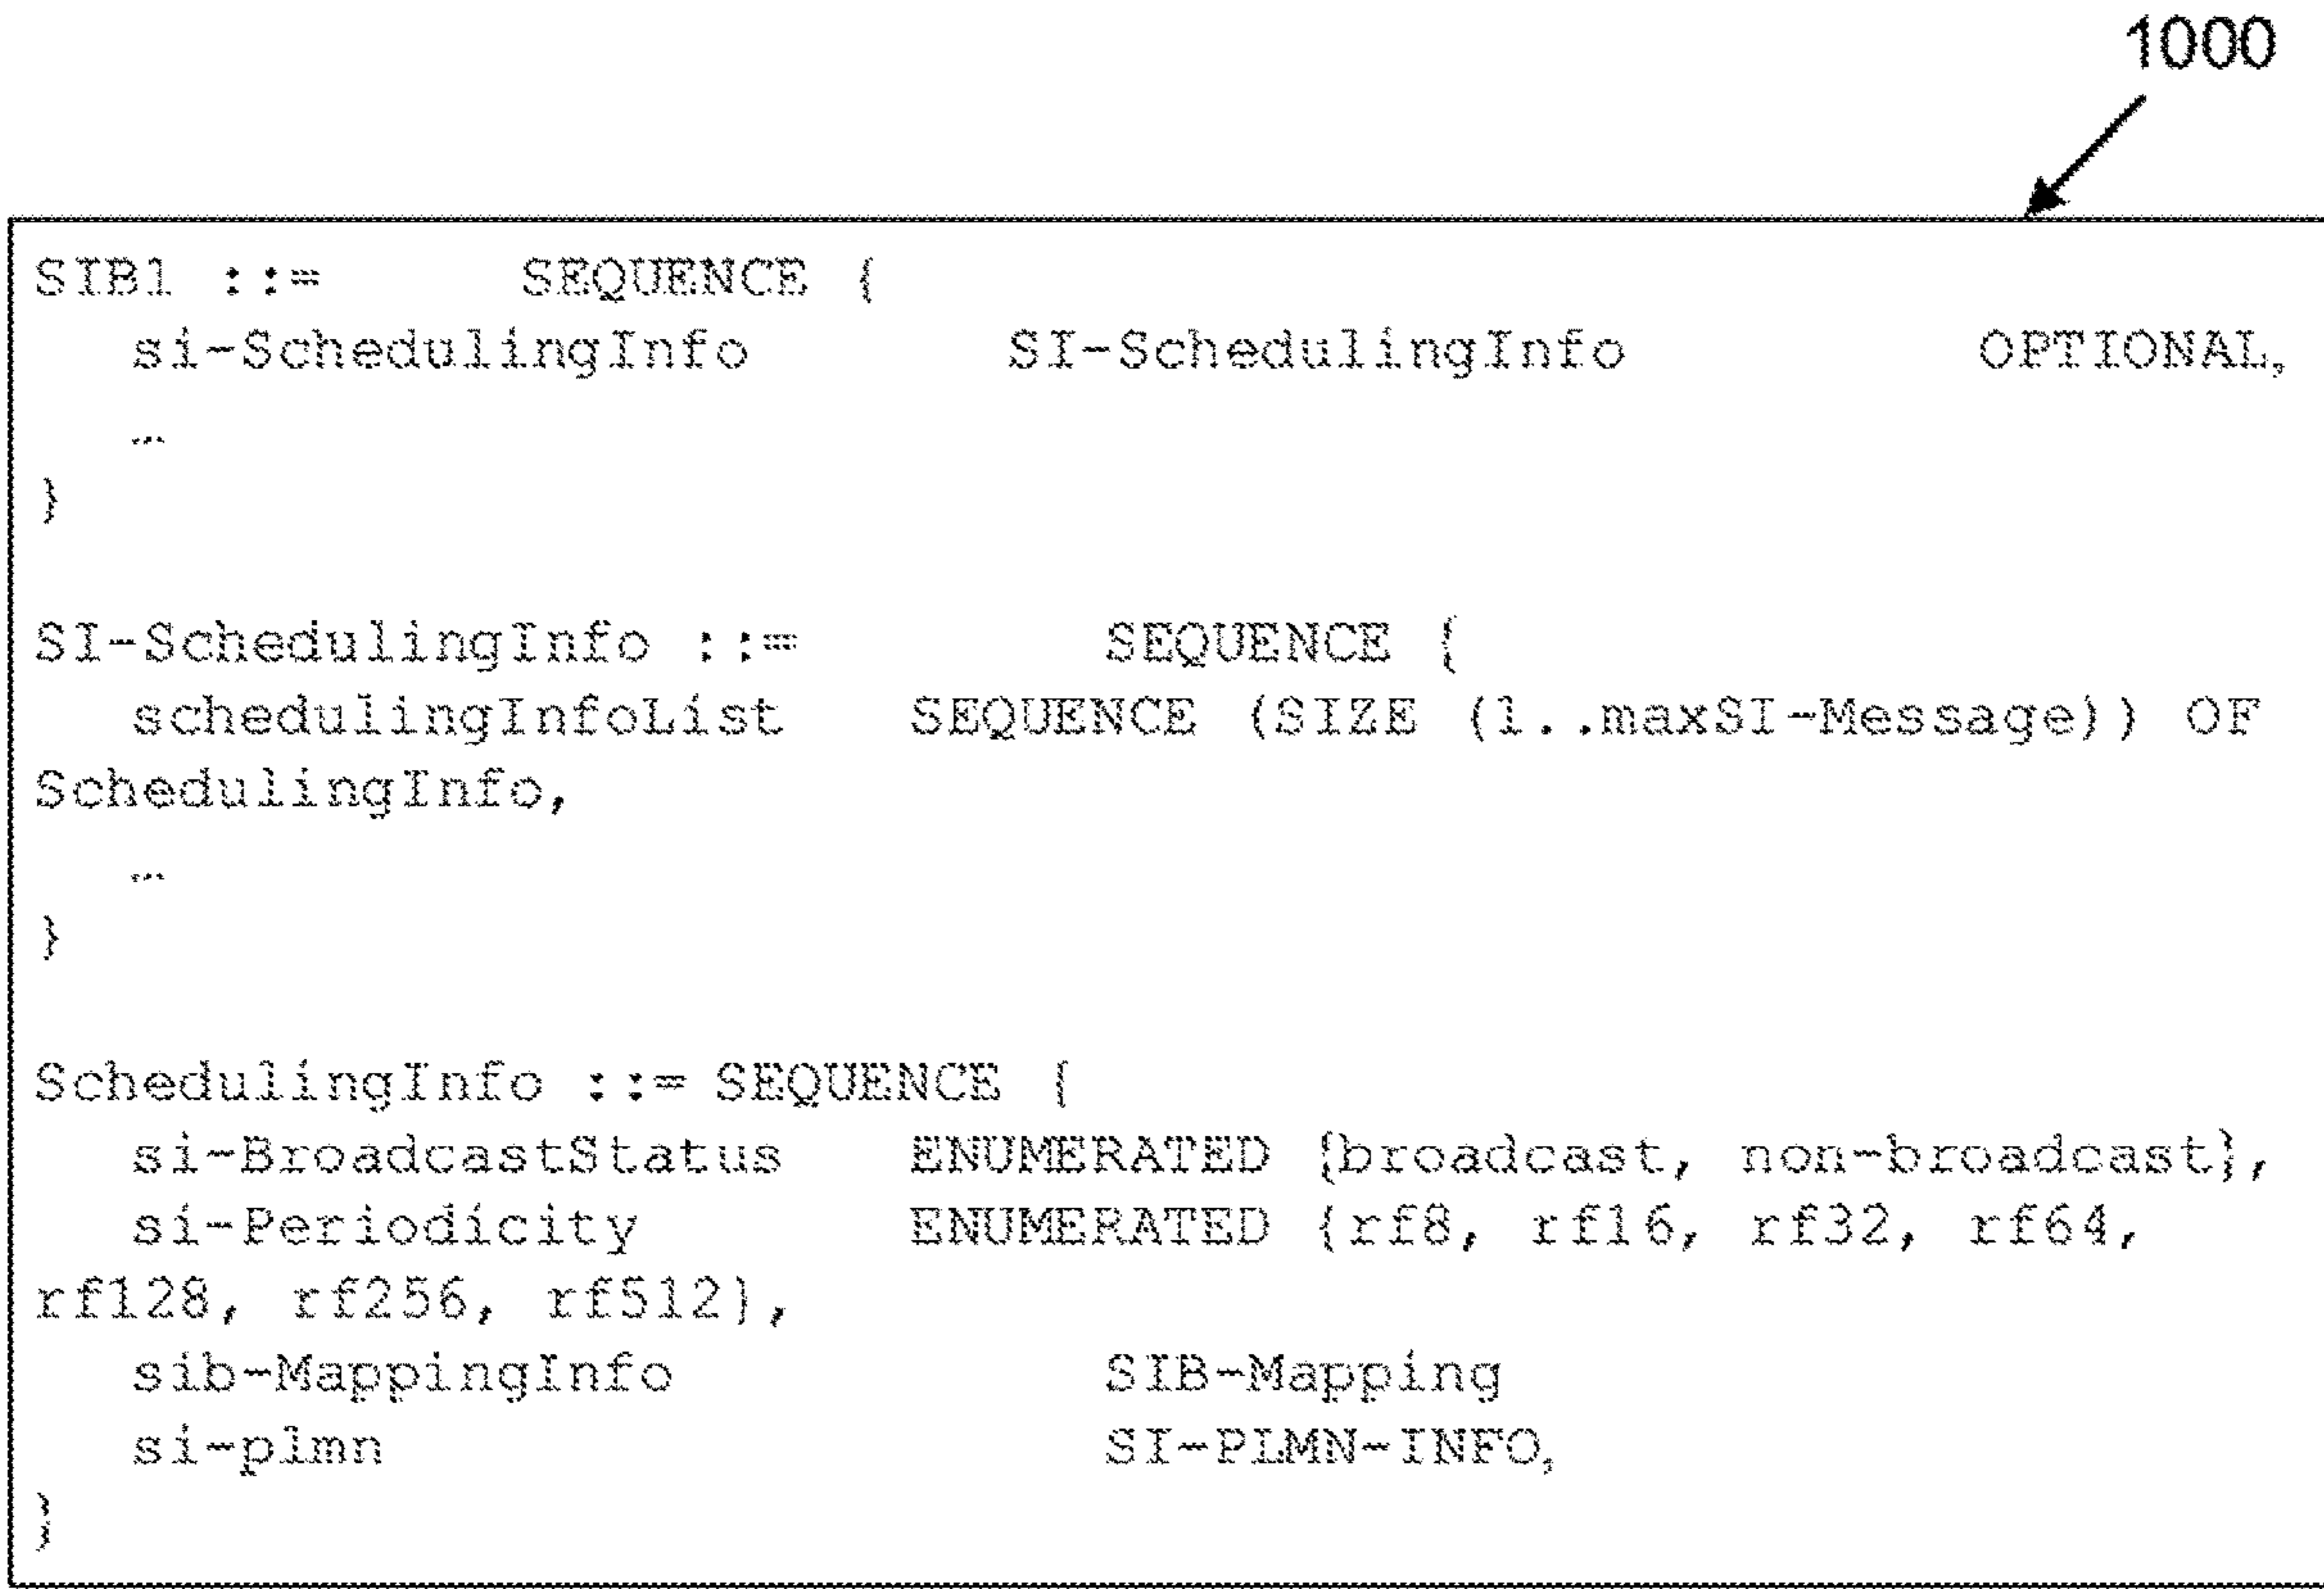 1000
SIB1 ::= SEQUENCE {
si-SchedulingInfo SI-SchedulingInfo OPTIONAL,
…
}
SI-SchedulingInfo ::= SEQUENCE {
schedulingInfoList SEQUENCE (SIZE (1..maxSI-Message)) OF
SchedulingInfo,
…
}
SchedulingInfo ::= SEQUENCE {
si-BroadcastStatus ENUMERATED {broadcast, non-broadcast},
si-Periodicity ENUMERATED {rf8, rf16, rf32, rf64,
rf128, rf256, rf512},
sib-MappingInfo SIB-Mapping
si-plmn SI-PLMN-INFO,
}